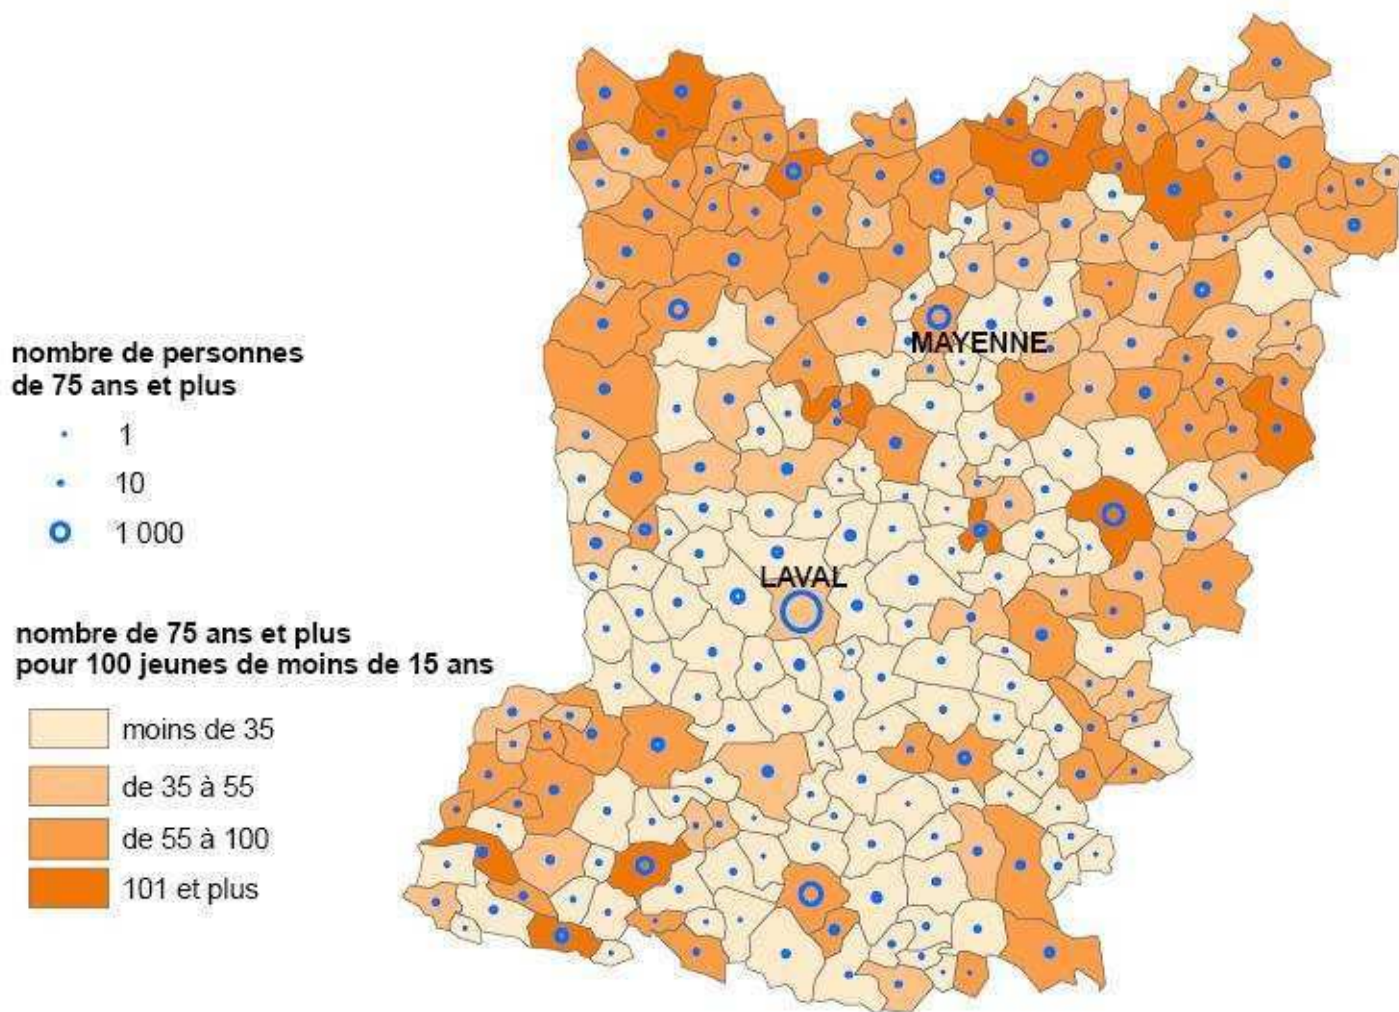 MAYENNE
nombre de personnes
de 75 ans et plus
1
10
1 000
LAVAL
nombre de 75 ans et plus
pour 100 jeunes de moins de 15 ans
moins de 35
de 35 à 55
de 55 à 100
101 et plus